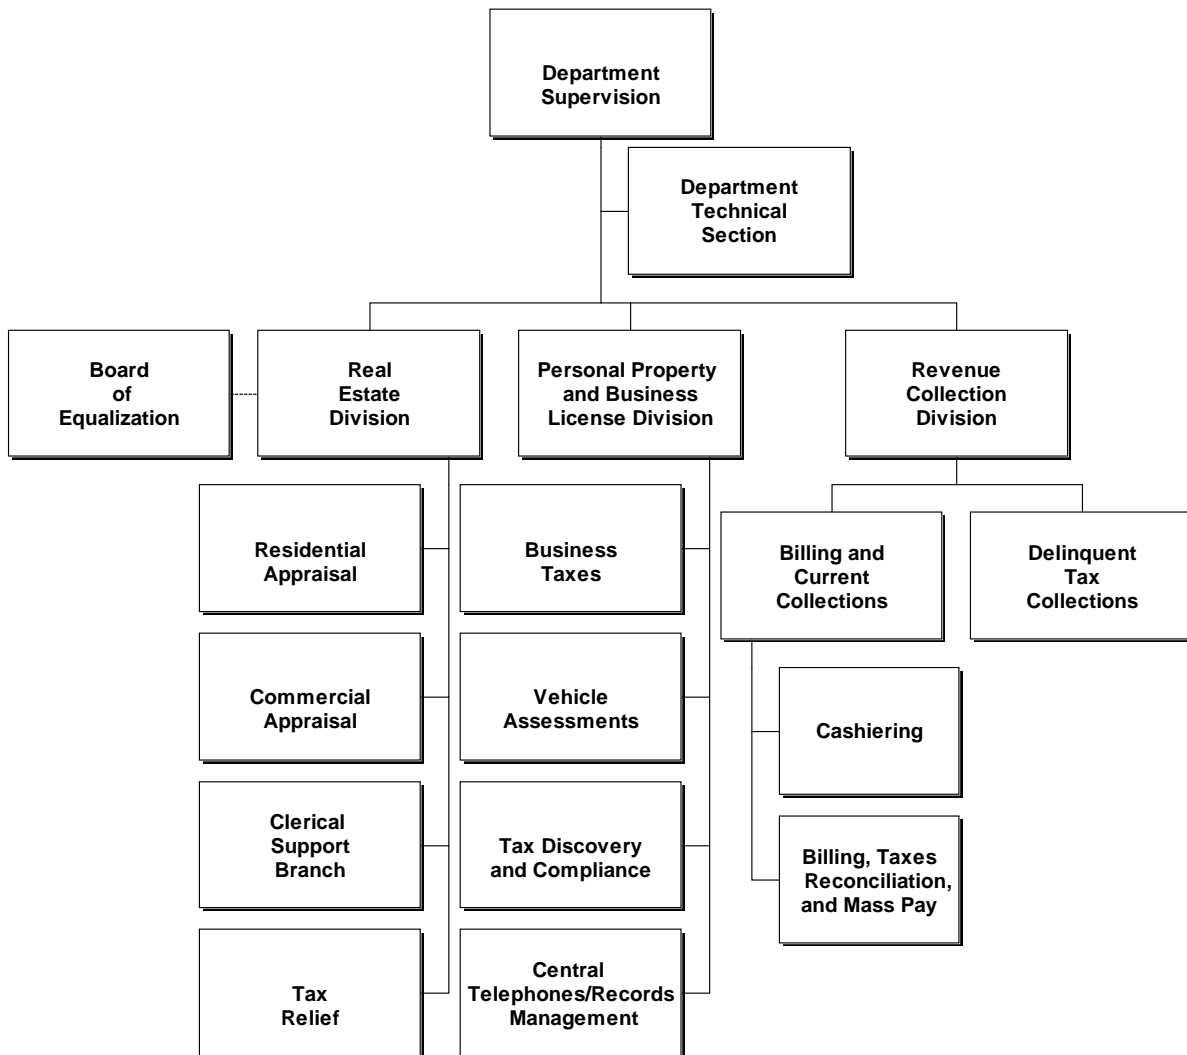 Department
Supervision
Department
Technical
Section
Board
of
Equalization
Real
Estate
Division
Personal Property
and Business
License Division
Revenue
Collection
Division
Residential
Appraisal
Business
Taxes
Billing and
Current
Collections
Delinquent
Tax
Collections
Commercial
Appraisal
Vehicle
Assessments
Cashiering
Clerical
Support
Branch
Tax Discovery
and Compliance
Billing, Taxes
Reconciliation,
and Mass Pay
Tax
Relief
Central
Telephones/Records
Management